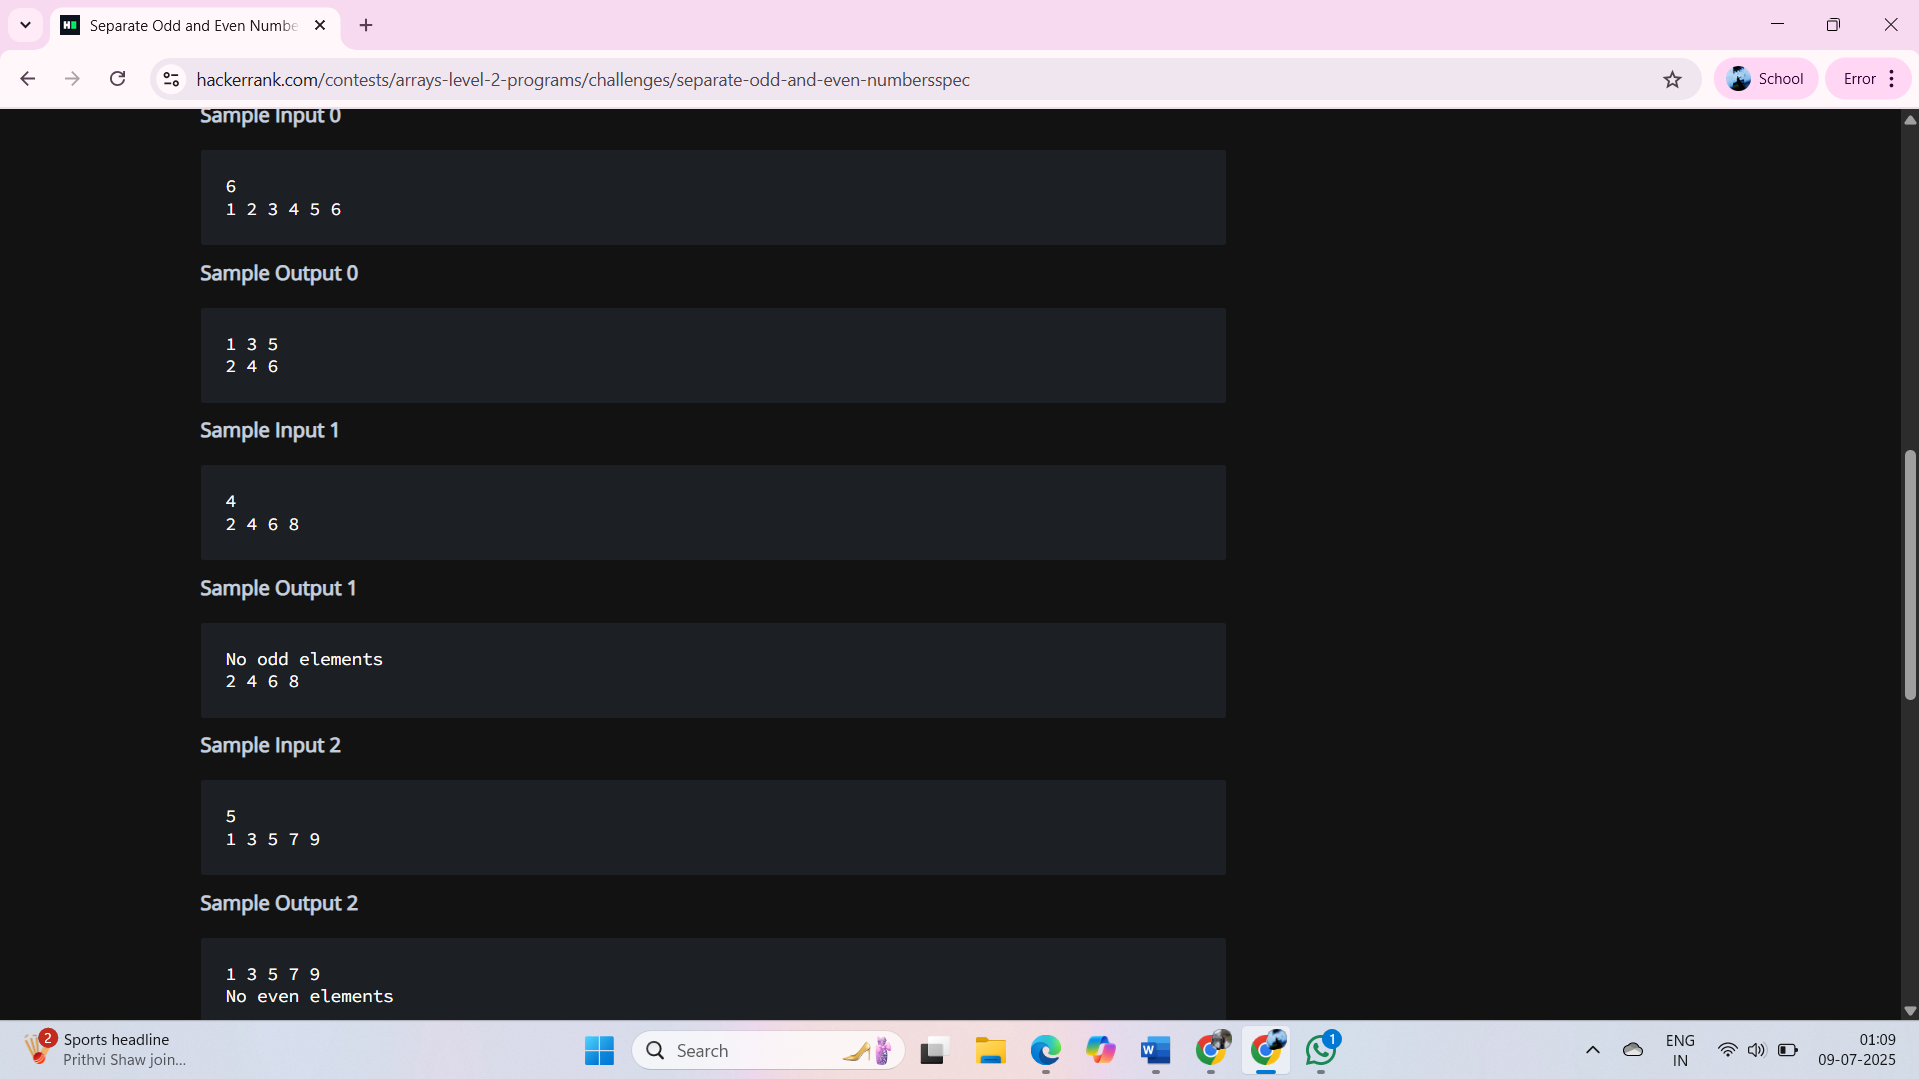 Separate Odd and Even Numbe
hackerrank.com/contests/arrays-level-2-programs/challenges/separate-odd-and-even-numbersspec
School
Error
Sample Input 0
6
1 2 3 4 5 6
Sample Output 0
1 3 5
2 4 6
Sample Input 1
4
2 4 6 8
Sample Output 1
No odd elements
2 4 6 8
Sample Input 2
5
1 3 5 7 9
Sample Output 2
1 3 5 7 9
No even elements
2
Sports headline
Prithvi Shaw join...
Search
W
1
ENG
IN
01:09
09-07-2025